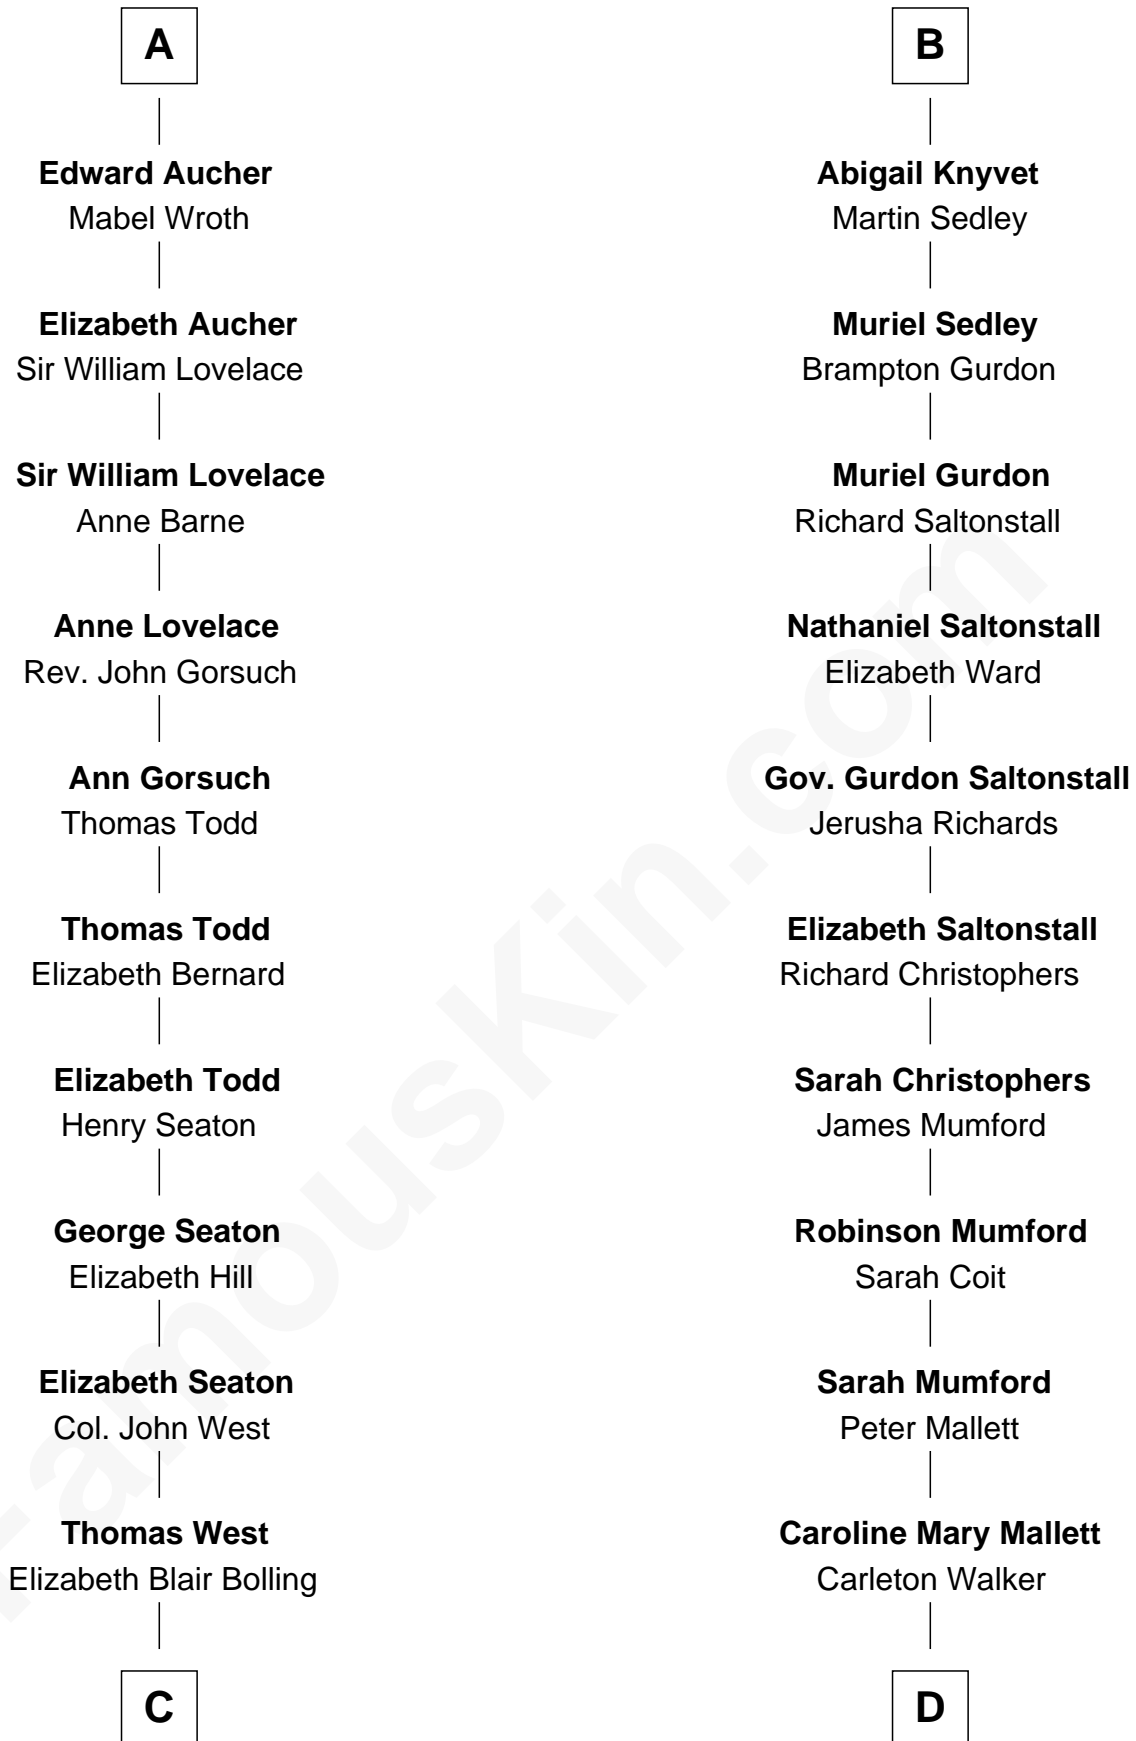 A
Edward Aucher
Mabel Wroth
Elizabeth Aucher
Sir William Lovelace
Sir William Lovelace
Anne Barne
Anne Lovelace
Rev. John Gorsuch
Ann Gorsuch
Thomas Todd
Thomas Todd
Elizabeth Bernard
Elizabeth Todd
Henry Seaton
George Seaton
Elizabeth Hill
Elizabeth Seaton
Col. John West
Thomas West
Elizabeth Blair Bolling
C
B
Abigail Knyvet
Martin Sedley
Muriel Sedley
Brampton Gurdon
Muriel Gurdon
Richard Saltonstall
Nathaniel Saltonstall
Elizabeth Ward
Gov. Gurdon Saltonstall
Jerusha Richards
Elizabeth Saltonstall
Richard Christophers
Sarah Christophers
James Mumford
Robinson Mumford
Sarah Coit
Sarah Mumford
Peter Mallett
Caroline Mary Mallett
Carleton Walker
D
FamousKin.com